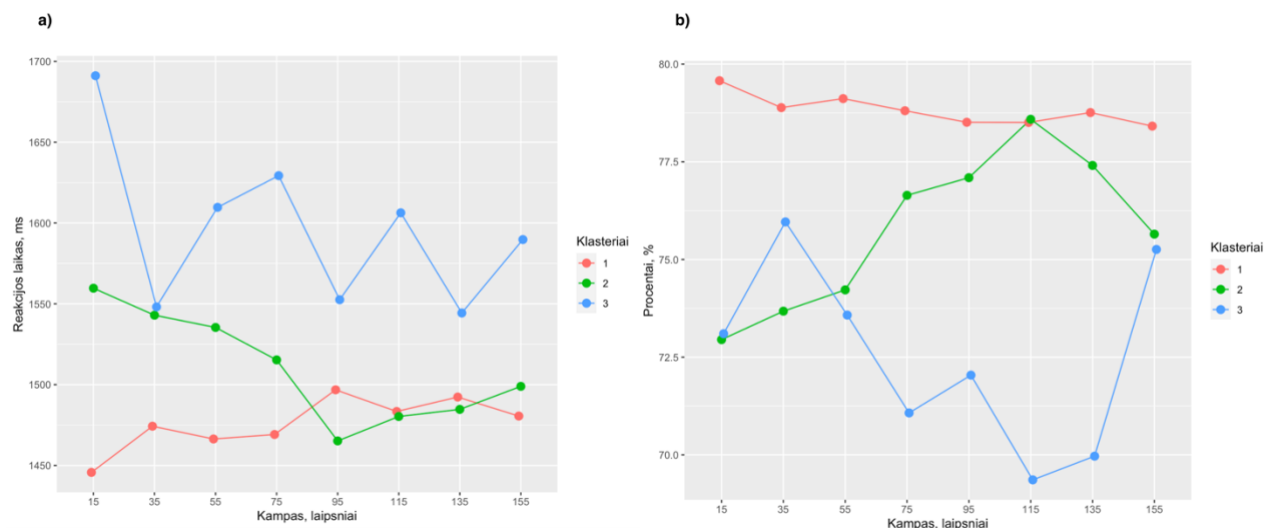 a)
1700
1650
1600
1550
1500
1450
Reakcijos laikas, ms
15 35 55 75 95 115 135 155
Kampas, laipsniai
Klasteriai
1
2
3
b)
80.0
77.5
75.0
72.5
70.0
Procentai, %
15 35 55 75 95 115 135 155
Kampas, laipsniai
Klasteriai
1
2
3